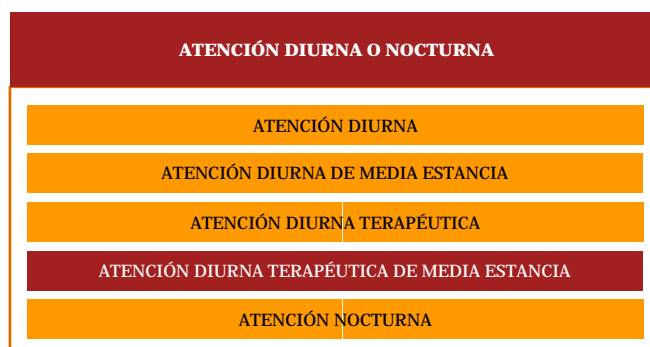 ATENCIÓN DIURNA O NOCTURNA
ATENCIÓN DIURNA
ATENCIÓN DIURNA DE MEDIA ESTANCIA
ATENCIÓN DIURNA TERAPÉUTICA
ATENCIÓN DIURNA TERAPÉUTICA DE MEDIA ESTANCIA
ATENCIÓN NOCTURNA